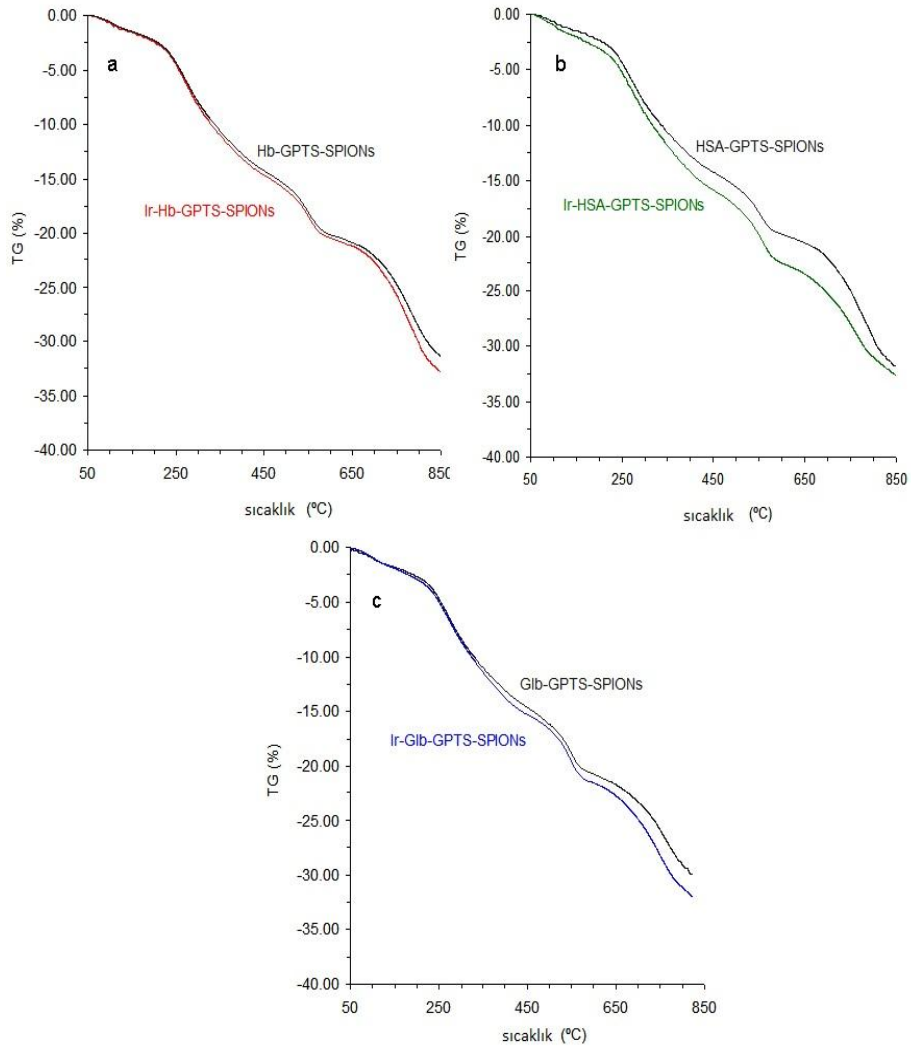 0.00
-5.00
-10.00
-15.00
-20.00
-25.00
-30.00
-35.00
-40.00
TG (%)
a
Hb-GPTS-SPIONs
Ir-Hb-GPTS-SPIONs
50 250 450 650 850
sıcaklık (ºC)
0.00
-5.00
-10.00
-15.00
-20.00
-25.00
-30.00
-35.00
-40.00
TG (%)
b
HSA-GPTS-SPIONs
Ir-HSA-GPTS-SPIONs
50 250 450 650 850
sıcaklık (ºC)
0.00
-5.00
-10.00
-15.00
-20.00
-25.00
-30.00
-35.00
-40.00
TG (%)
c
Glb-GPTS-SPIONs
Ir-Glb-GPTS-SPIONs
50 250 450 650 850
sıcaklık (ºC)